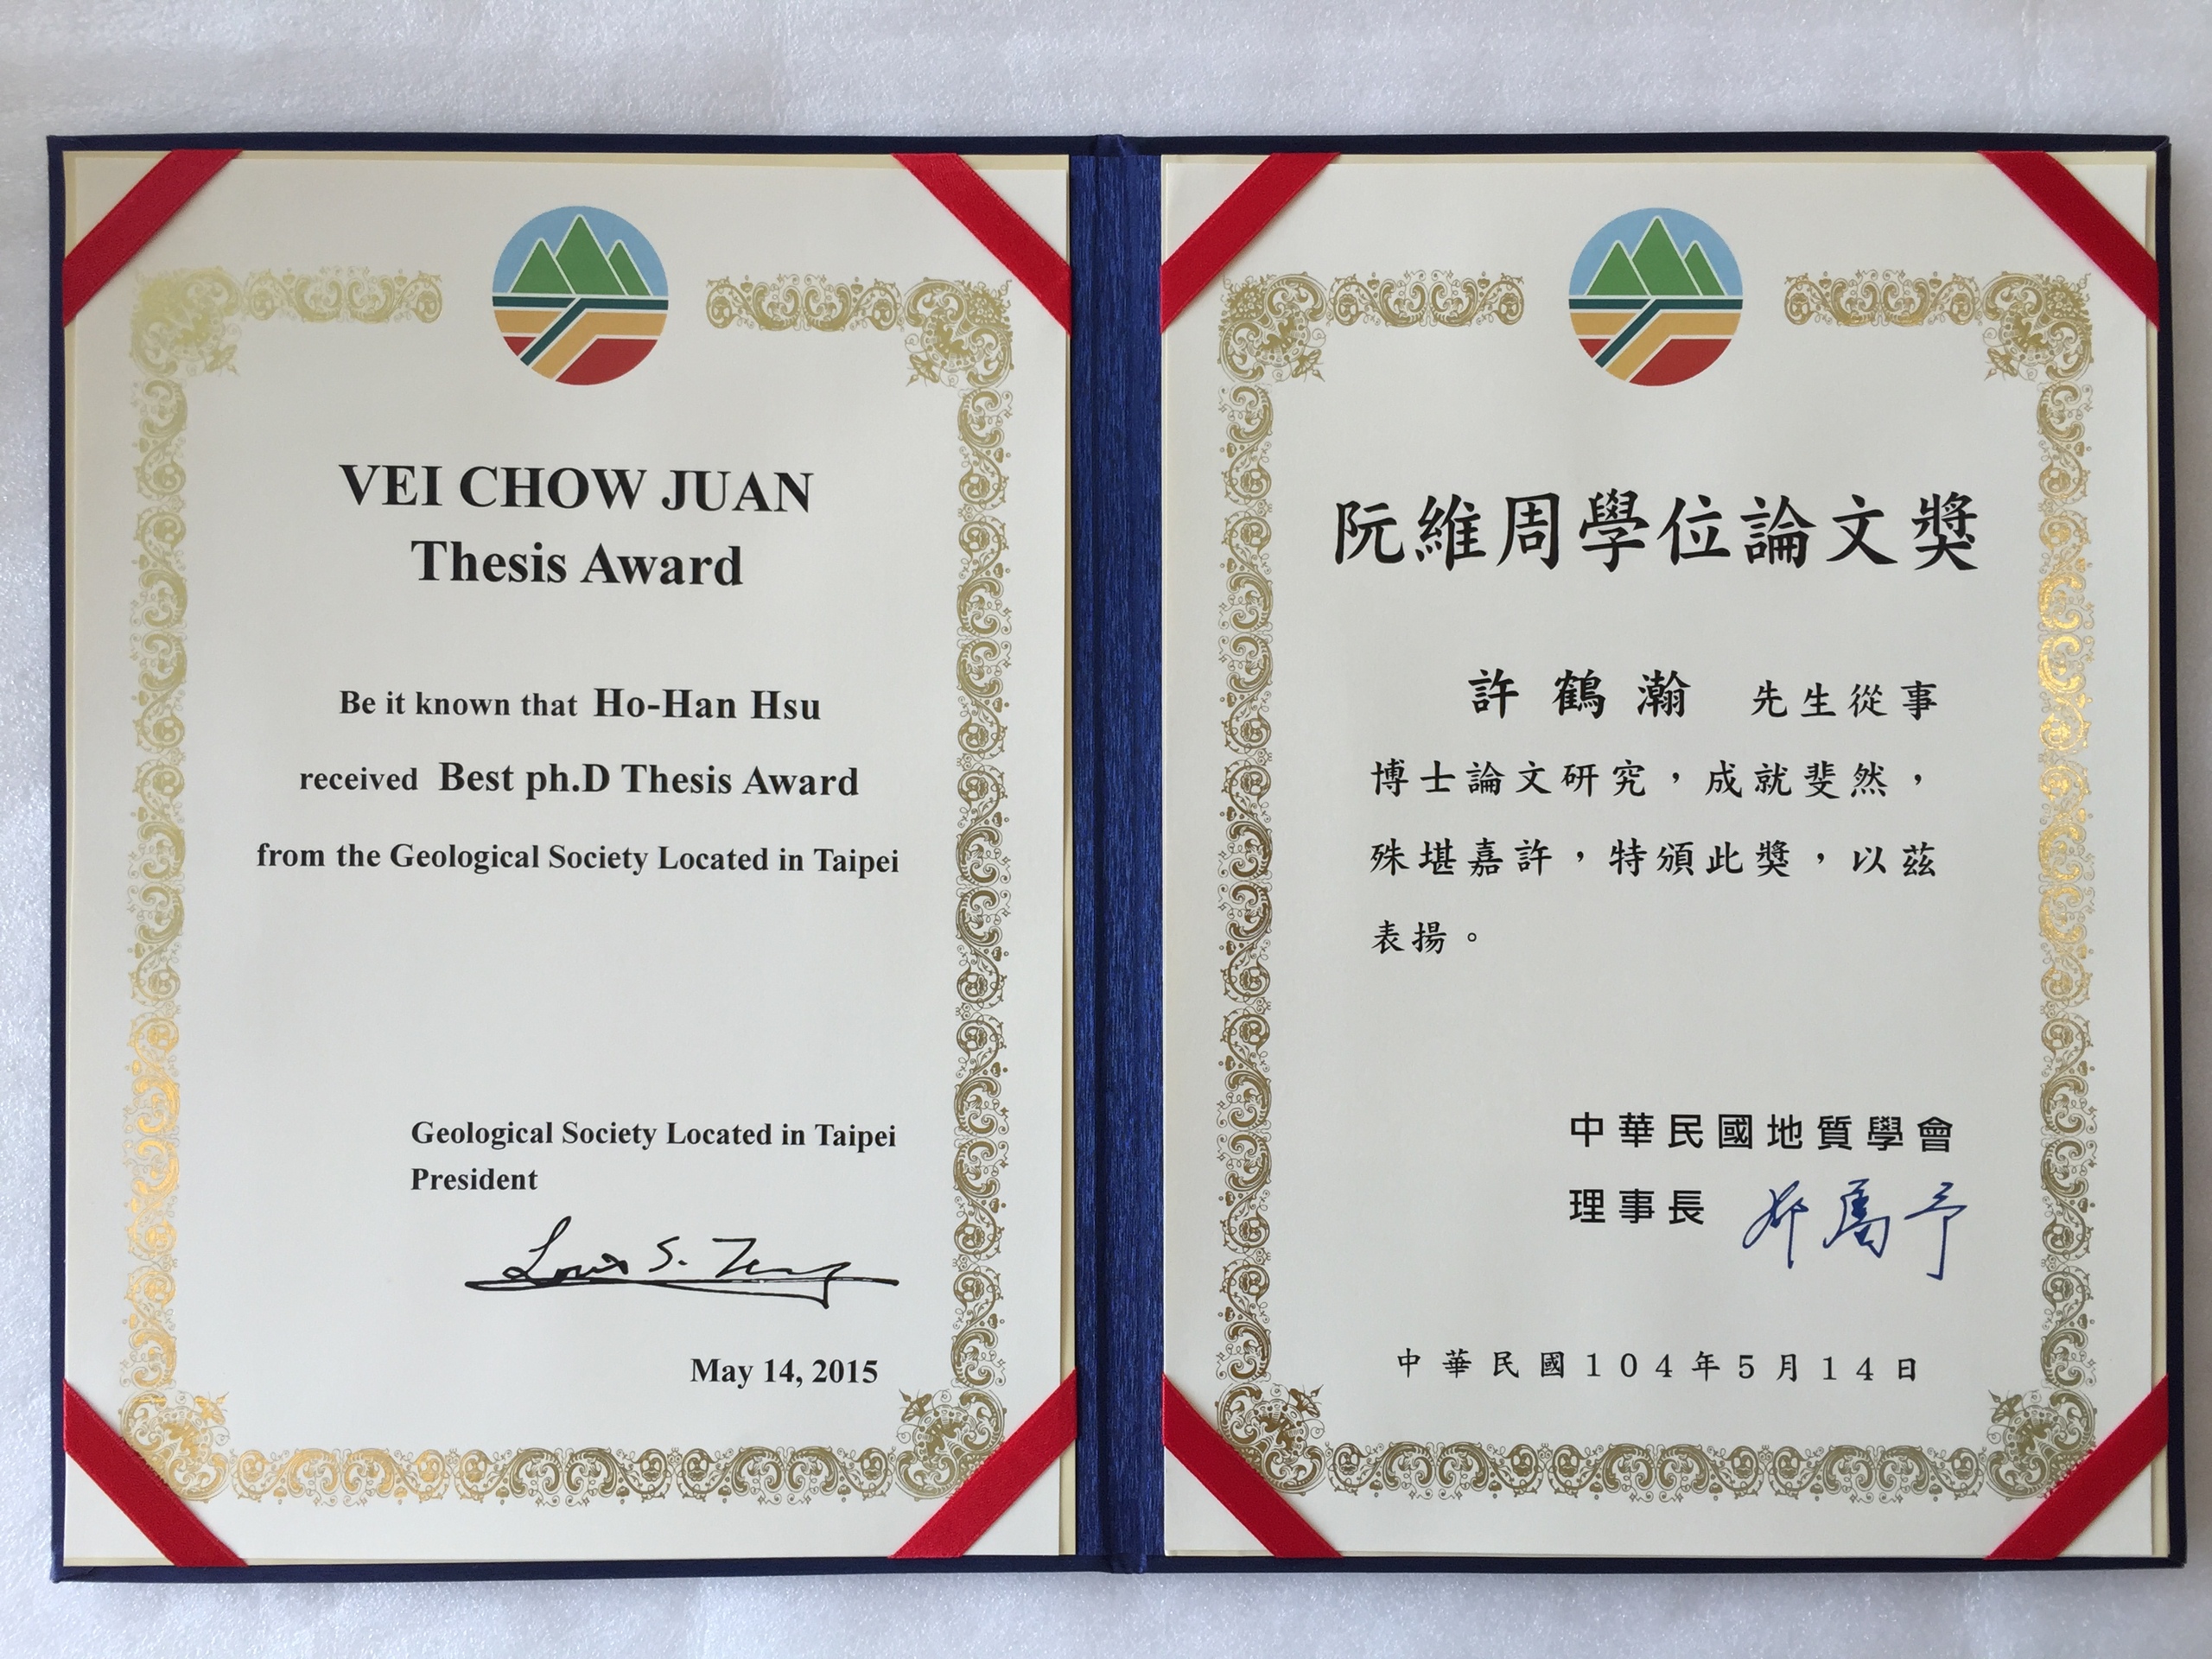 VEI CHOW JUAN
Thesis Award
Be it known that Ho-Han Hsu
received Best ph.D Thesis Award
from the Geological Society Located in Taipei
Geological Society Located in Taipei
President
Louis S. Teng
May 14, 2015
阮維周學位論文獎
許鶴瀚 先生從事
博士論文研究，成就斐然，
殊堪嘉許，特頒此獎，以茲
表揚。
中華民國地質學會
理事長
中華民國104年5月14日